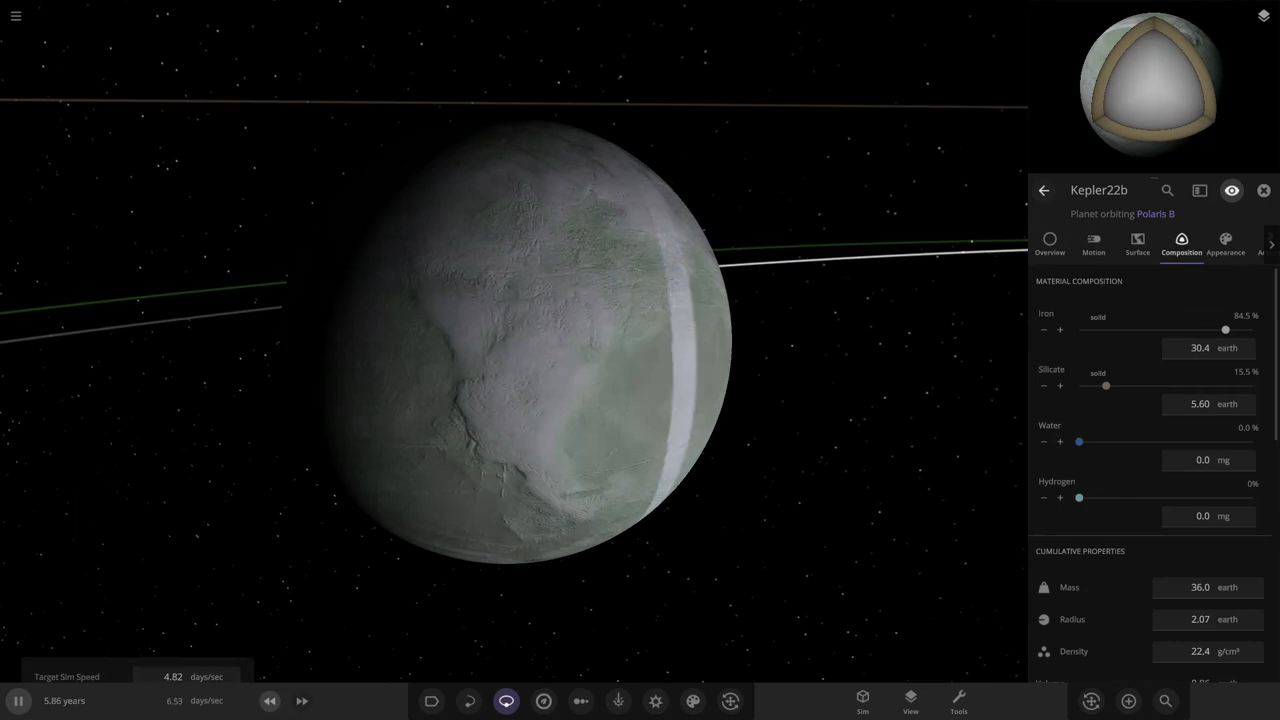 Kepler22b
Planet orbiting Polaris B
Overview Motion Surface Composition Appearance
MATERIAL COMPOSITION
Iron solid 84.5 %
30.4 earth
Silicate solid 15.5 %
5.60 earth
Water 0.0 %
0.0 mg
Hydrogen 0%
0.0 mg
CUMULATIVE PROPERTIES
Mass 36.0 earth
Radius 2.07 earth
Density 22.4 g/cm³
Target Sim Speed 4.82 days/sec
5.86 years 6.53 days/sec
Sim View Tools